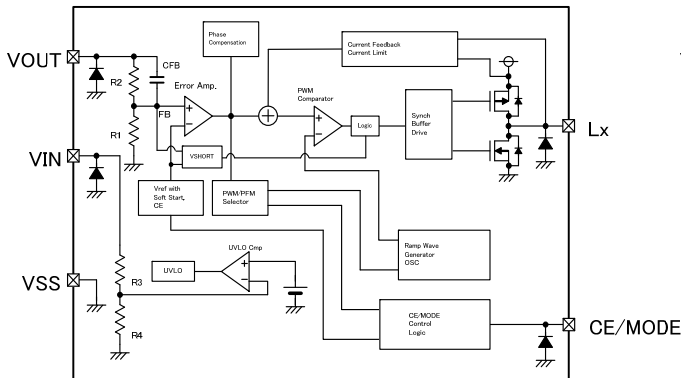 VOUT
R2
CFB
Phase
Compensation
Current Feedback
Current Limit
Error Amp.
PWM
Comparator
FB
R1
Logic
Synch
Buffer
Drive
Lx
VIN
VSHORT
Vref with
Soft Start,
CE
PWM/PFM
Selector
UVLO Cmp
UVLO
Ramp Wave
Generator
OSC
VSS
R3
R4
CE/MODE
Control
Logic
CE/MODE